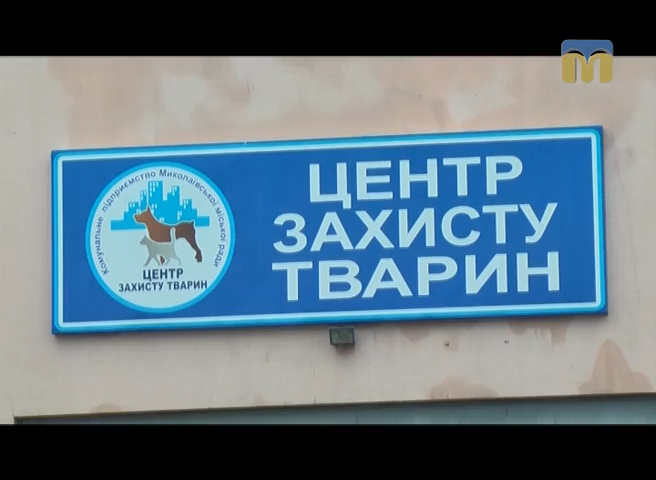 Комунальне підприємство Миколаївської міської ради
ЦЕНТР
ЗАХИСТУ ТВАРИН
ЦЕНТР
ЗАХИСТУ
ТВАРИН
М